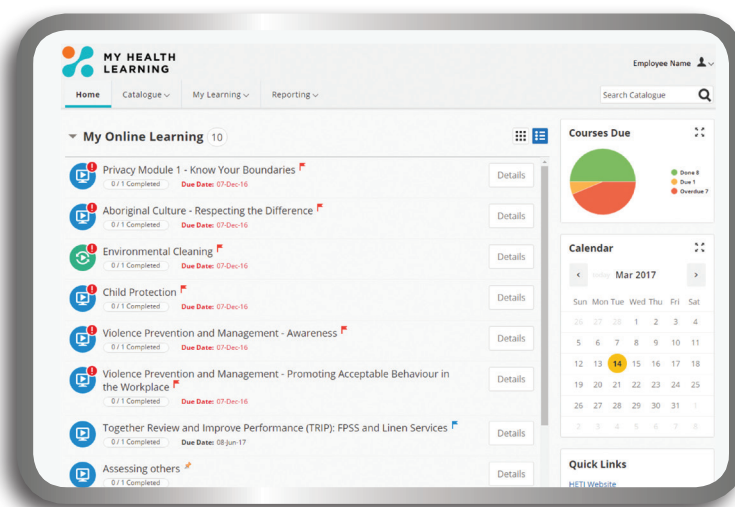 MY HEALTH
LEARNING
Employee Name
Home
Catalogue
My Learning
Reporting
Search Catalogue
My Online Learning 10
Privacy Module 1 - Know Your Boundaries
0 / 1 Completed Due Date: 07-Dec-16
Details
Aboriginal Culture - Respecting the Difference
0 / 1 Completed Due Date: 07-Dec-16
Details
Environmental Cleaning
0 / 1 Completed Due Date: 07-Dec-16
Details
Child Protection
0 / 1 Completed Due Date: 07-Dec-16
Details
Violence Prevention and Management - Awareness
0 / 1 Completed Due Date: 07-Dec-16
Details
Violence Prevention and Management - Promoting Acceptable Behaviour in
the Workplace
0 / 1 Completed Due Date: 07-Dec-16
Details
Together Review and Improve Performance (TRIP): FPSS and Linen Services
0 / 1 Completed Due Date: 08-Jun-17
Details
Assessing others
0 / 1 Completed
Details
Courses Due
Done 8
Due 1
Overdue 7
Calendar
today Mar 2017
Sun Mon Tue Wed Thu Fri Sat
26 27 28 1 2 3 4
5 6 7 8 9 10 11
12 13 14 15 16 17 18
19 20 21 22 23 24 25
26 27 28 29 30 31 1
2 3 4 5 6 7 8
Quick Links
HETI Website